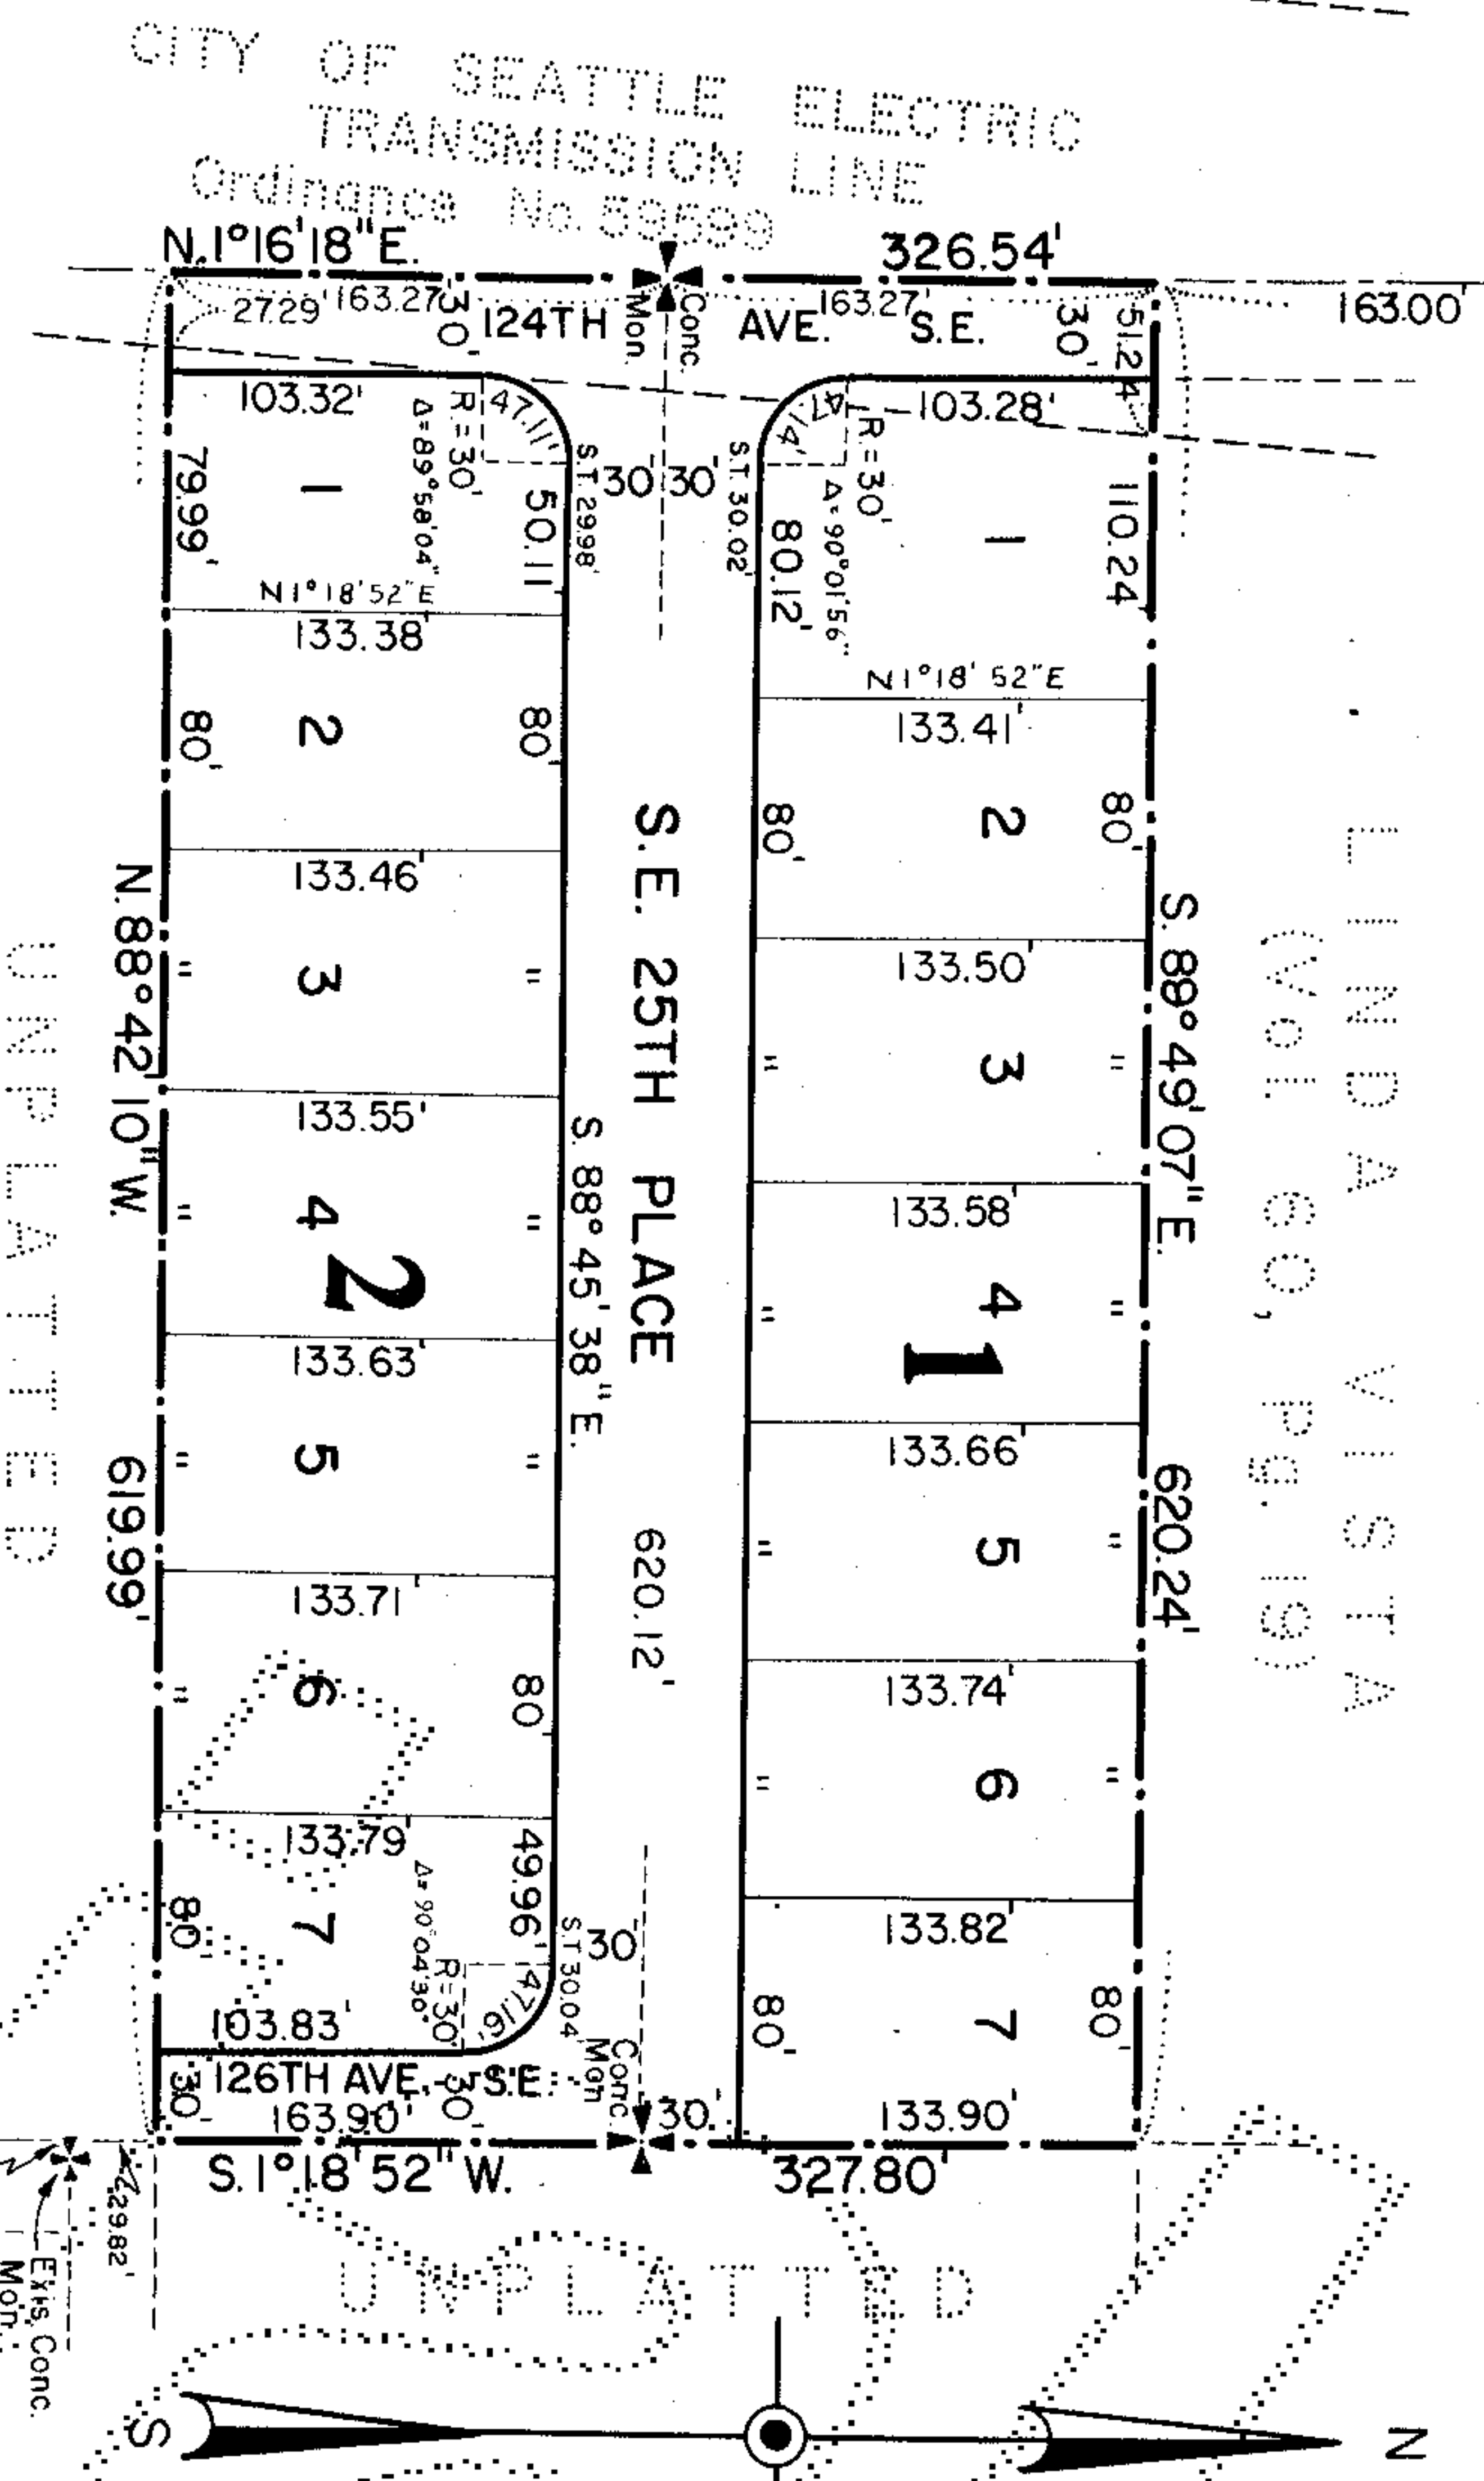 CITY OF SEATTLE ELECTRIC
TRANSMISSION LINE
Ordinance No. 59599
N. 1°16'18"E.
326.54'
27.29'
163.27'
30'
124TH AVE. S.E.
Conc.
Mon.
163.27'
30'
51.24
163.00'
103.32'
R.=30'
47.11'
Δ=89°58'04"
S.T. 29.98'
30'
30'
S.T. 30.02'
47.14'
R=30'
Δ=90°01'56"
103.28'
79.99'
1
50.11'
80.12'
1
110.24'
N 1°18'52"E
133.38'
N 1°18'52"E
133.41'
80'
2
80'
80'
2
80'
133.46'
133.50'
"
3
"
"
3
"
133.55'
133.58'
"
4
"
"
4
"
2
1
133.63'
133.66'
"
5
"
"
5
"
133.71'
133.74'
"
6
80'
"
6
"
133.79'
133.82'
80'
7
49.96'
80'
7
80'
S.E. 25TH PLACE
620.12'
S. 88°45'38"E.
N. 88°42'10"W.
619.99'
S. 88°49'07"E.
620.24'
LINDA VISTA
(Vol. 60, Pg. 19)
UNPLATTED
Δ=90°04'30"
R=30'
47.16'
S.T. 30.04'
30'
103.83'
30'
126TH AVE. S.E.
30'
Conc.
Mon
163.90'
30'
133.90'
S. 1°18'52"W.
327.80'
29.82'
Exis. Conc.
Mon.
UNPLATTED
S
N